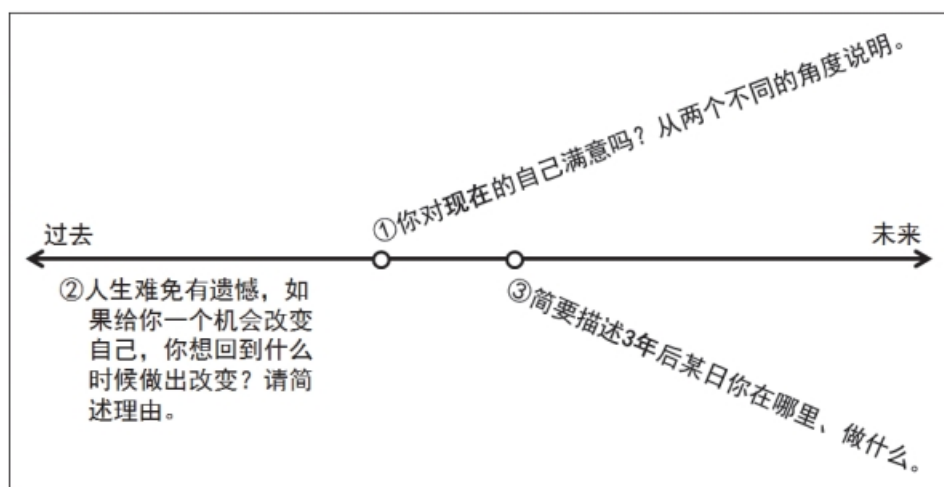 ①你对现在的自己满意吗？从两个不同的角度说明。
过去
未来
②人生难免有遗憾，如
果给你一个机会改变
自己，你想回到什么
时候做出改变？请简
述理由。
③简要描述3年后某日你在哪里、做什么。